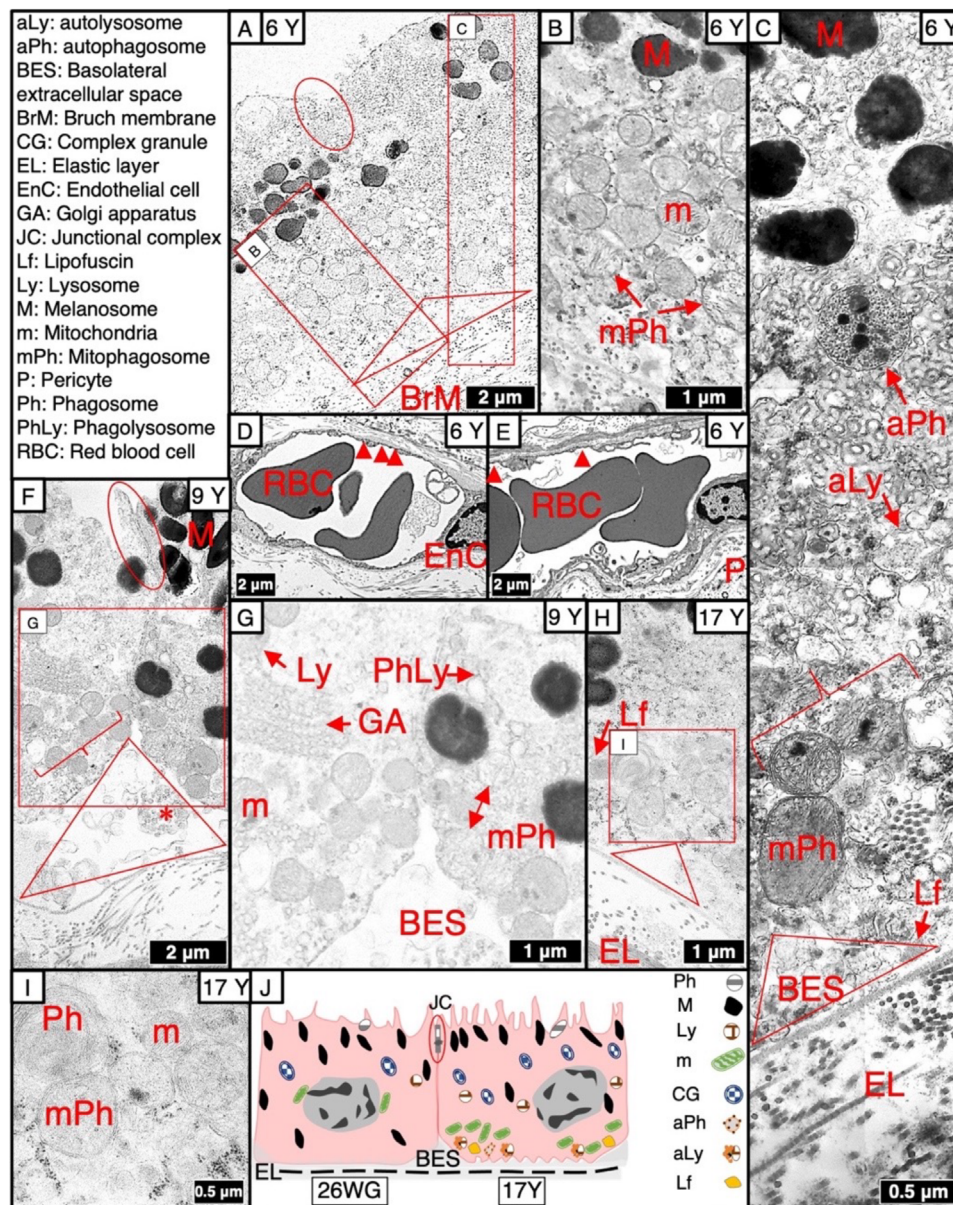 aLy: autolysosome
aPh: autophagosome
BES: Basolateral
extracellular space
BrM: Bruch membrane
CG: Complex granule
EL: Elastic layer
EnC: Endothelial cell
GA: Golgi apparatus
JC: Junctional complex
Lf: Lipofuscin
Ly: Lysosome
M: Melanosome
m: Mitochondria
mPh: Mitophagosome
P: Pericyte
Ph: Phagosome
PhLy: Phagolysosome
RBC: Red blood cell
A 6 Y
C
B
BrM
2 µm
B 6 Y
M
m
mPh
1 µm
C 6 Y
M
aPh
aLy
mPh
Lf
BES
EL
0.5 µm
D 6 Y
RBC
EnC
2 µm
E 6 Y
RBC
P
2 µm
F 9 Y
M
G
*
2 µm
G 9 Y
Ly
PhLy
GA
m
mPh
BES
1 µm
H 17 Y
Lf
I
EL
1 µm
I 17 Y
Ph
m
mPh
0.5 µm
J
JC
EL
BES
26WG
17Y
Ph
M
Ly
m
CG
aPh
aLy
Lf